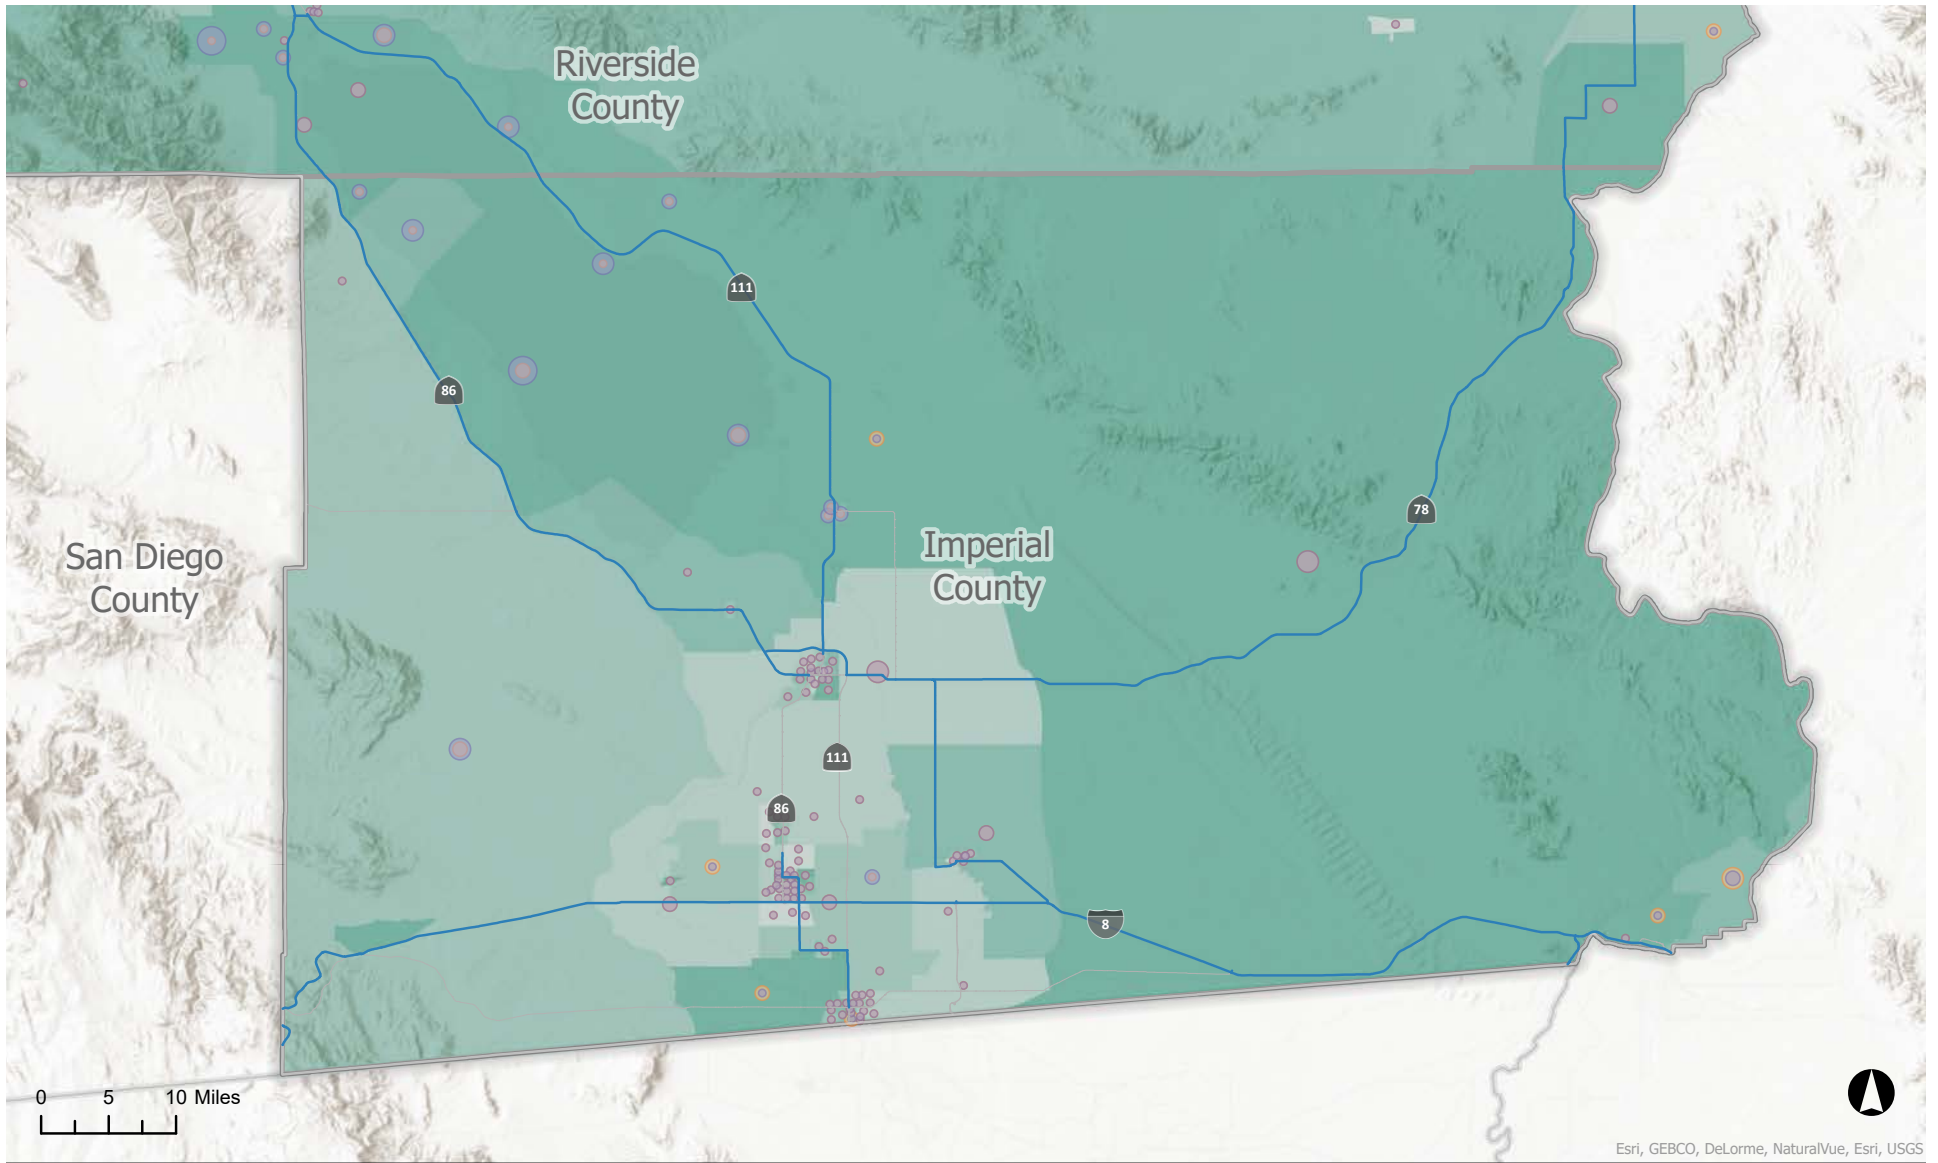 Riverside
County
111
86
78
Imperial
County
San Diego
County
111
86
8
0 5 10 Miles
Esri, GEBCO, DeLorme, NaturalVue, Esri, USGS